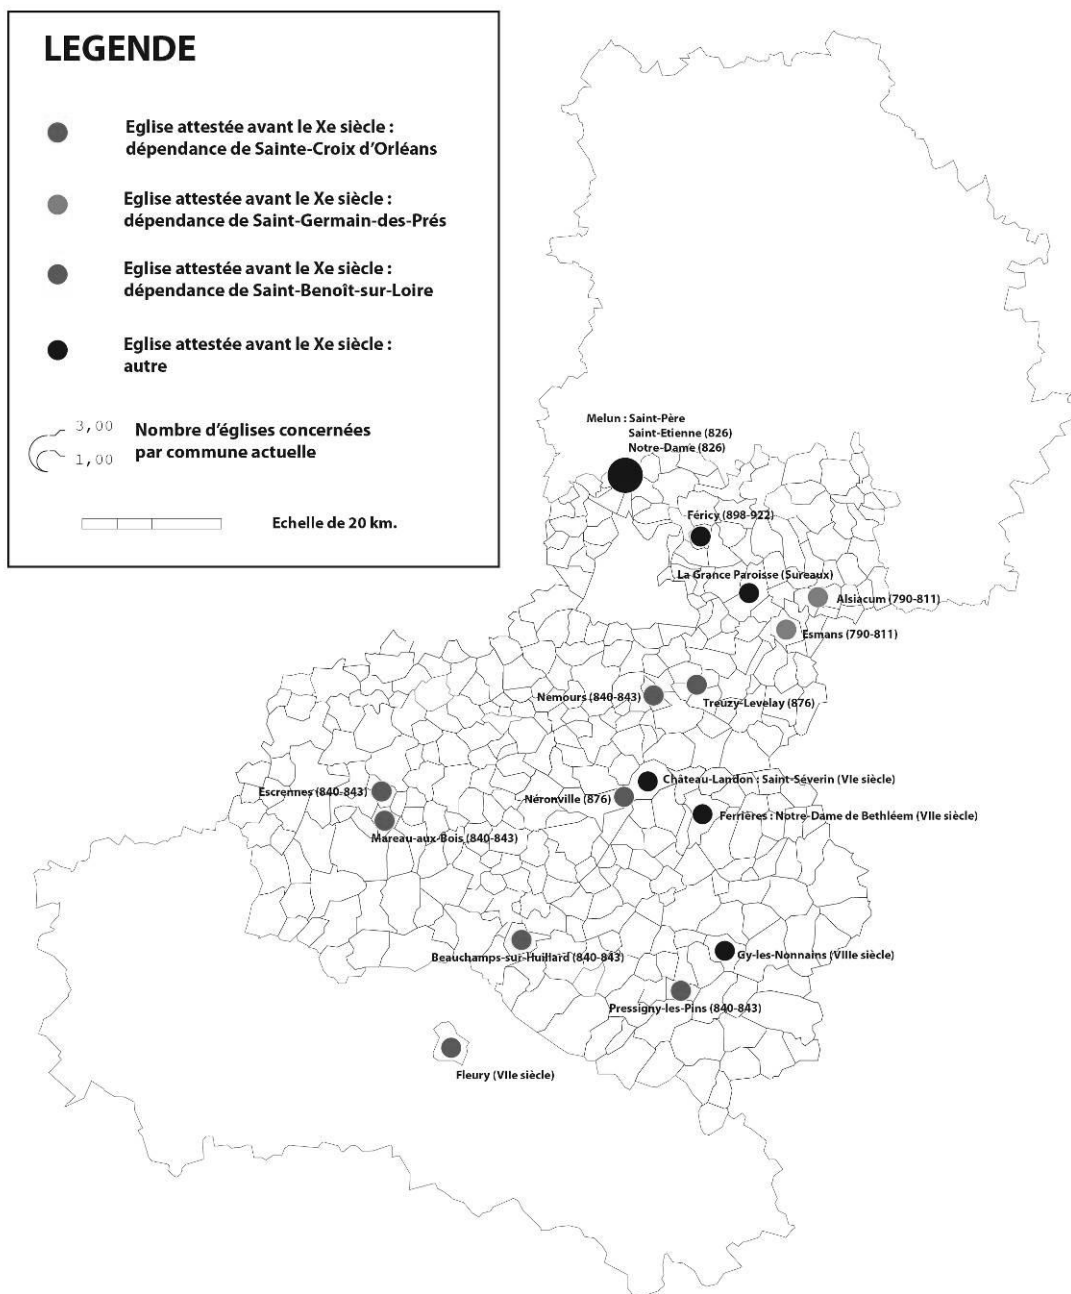 LEGENDE
Eglise attestée avant le Xe siècle :
dépendance de Sainte-Croix d'Orléans
Eglise attestée avant le Xe siècle :
dépendance de Saint-Germain-des-Prés
Eglise attestée avant le Xe siècle :
dépendance de Saint-Benoît-sur-Loire
Eglise attestée avant le Xe siècle :
autre
3,00
1,00
Nombre d'églises concernées
par commune actuelle
Echelle de 20 km.
Melun : Saint-Père
Saint-Etienne (826)
Notre-Dame (826)
Féricy (898-922)
La Grance Paroisse (Sureaux)
Alsiacum (790-811)
Esmans (790-811)
Nemours (840-843)
Treuzy-Levelay (876)
Château-Landon : Saint-Séverin (VIe siècle)
Escrennes (840-843)
Néronville (876)
Ferrières : Notre-Dame de Bethléem (VIIe siècle)
Mareau-aux-Bois (840-843)
Beauchamps-sur-Huillard (840-843)
Gy-les-Nonnains (VIIIe siècle)
Pressigny-les-Pins (840-843)
Fleury (VIIe siècle)